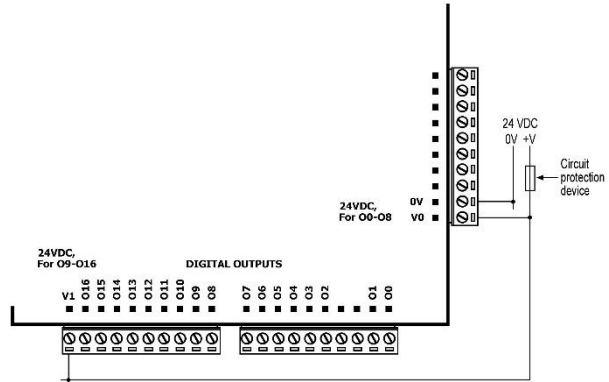 24 VDC
0V +V
Circuit
protection
device
24VDC,
For O0-O8
0V
V0
24VDC,
For O9-O16
DIGITAL OUTPUTS
V1 O16 O15 O14 O13 O12 O11 O10 O9 O8
O7 O6 O5 O4 O3 O2 O1 O0